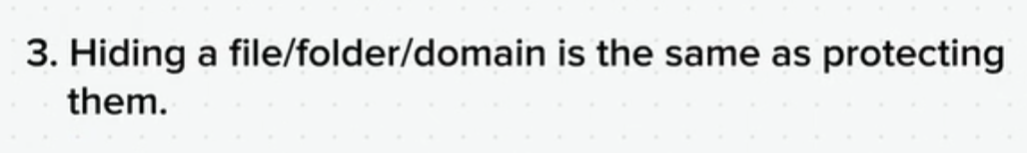 3. Hiding a file/folder/domain is the same as protecting
them.